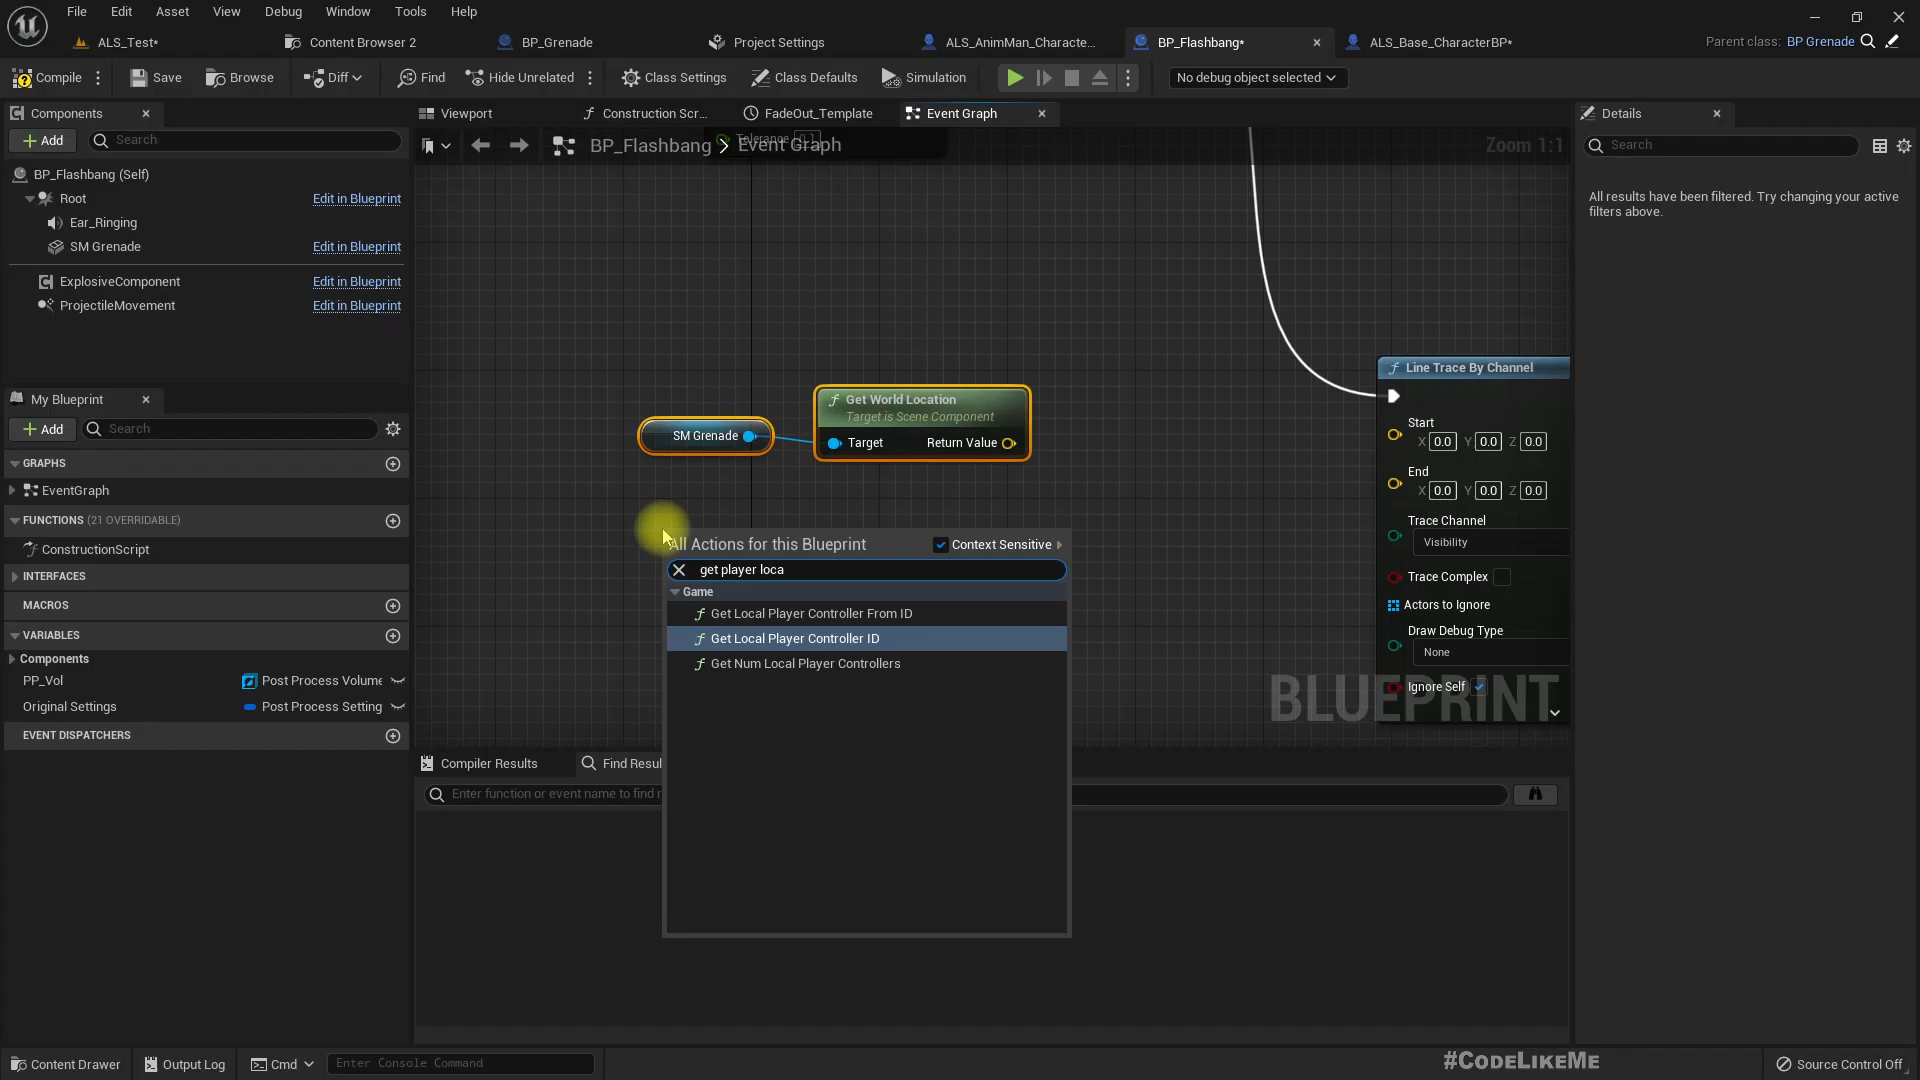 File Edit Asset View Debug Window Tools Help
ALS_Test* Content Browser 2 BP_Grenade Project Settings ALS_AnimMan_Characte... BP_Flashbang* ALS_Base_CharacterBP* Parent class: BP Grenade
Compile Save Browse Diff Find Hide Unrelated Class Settings Class Defaults Simulation No debug object selected
Components
Add Search
BP_Flashbang (Self)
Root Edit in Blueprint
Ear_Ringing
SM Grenade Edit in Blueprint
ExplosiveComponent Edit in Blueprint
ProjectileMovement Edit in Blueprint
My Blueprint
Add Search
GRAPHS
EventGraph
FUNCTIONS (21 OVERRIDABLE)
ConstructionScript
INTERFACES
MACROS
VARIABLES
Components
PP_Vol Post Process Volume
Original Settings Post Process Setting
EVENT DISPATCHERS
Viewport Construction Scr... FadeOut_Template Event Graph
Tolerance 0.1
BP_Flashbang > Event Graph Zoom 1:1
SM Grenade
Get World Location
Target is Scene Component
Target Return Value
All Actions for this Blueprint Context Sensitive
get player loca
Game
Get Local Player Controller From ID
Get Local Player Controller ID
Get Num Local Player Controllers
Line Trace By Channel
Start
X 0.0 Y 0.0 Z 0.0
End
X 0.0 Y 0.0 Z 0.0
Trace Channel
Visibility
Trace Complex
Actors to Ignore
Draw Debug Type
None
Ignore Self
BLUEPRINT
Compiler Results Find Resul
Enter function or event name to find r
Details
Search
All results have been filtered. Try changing your active
filters above.
Content Drawer Output Log Cmd Enter Console Command #CODELIKEME Source Control Off